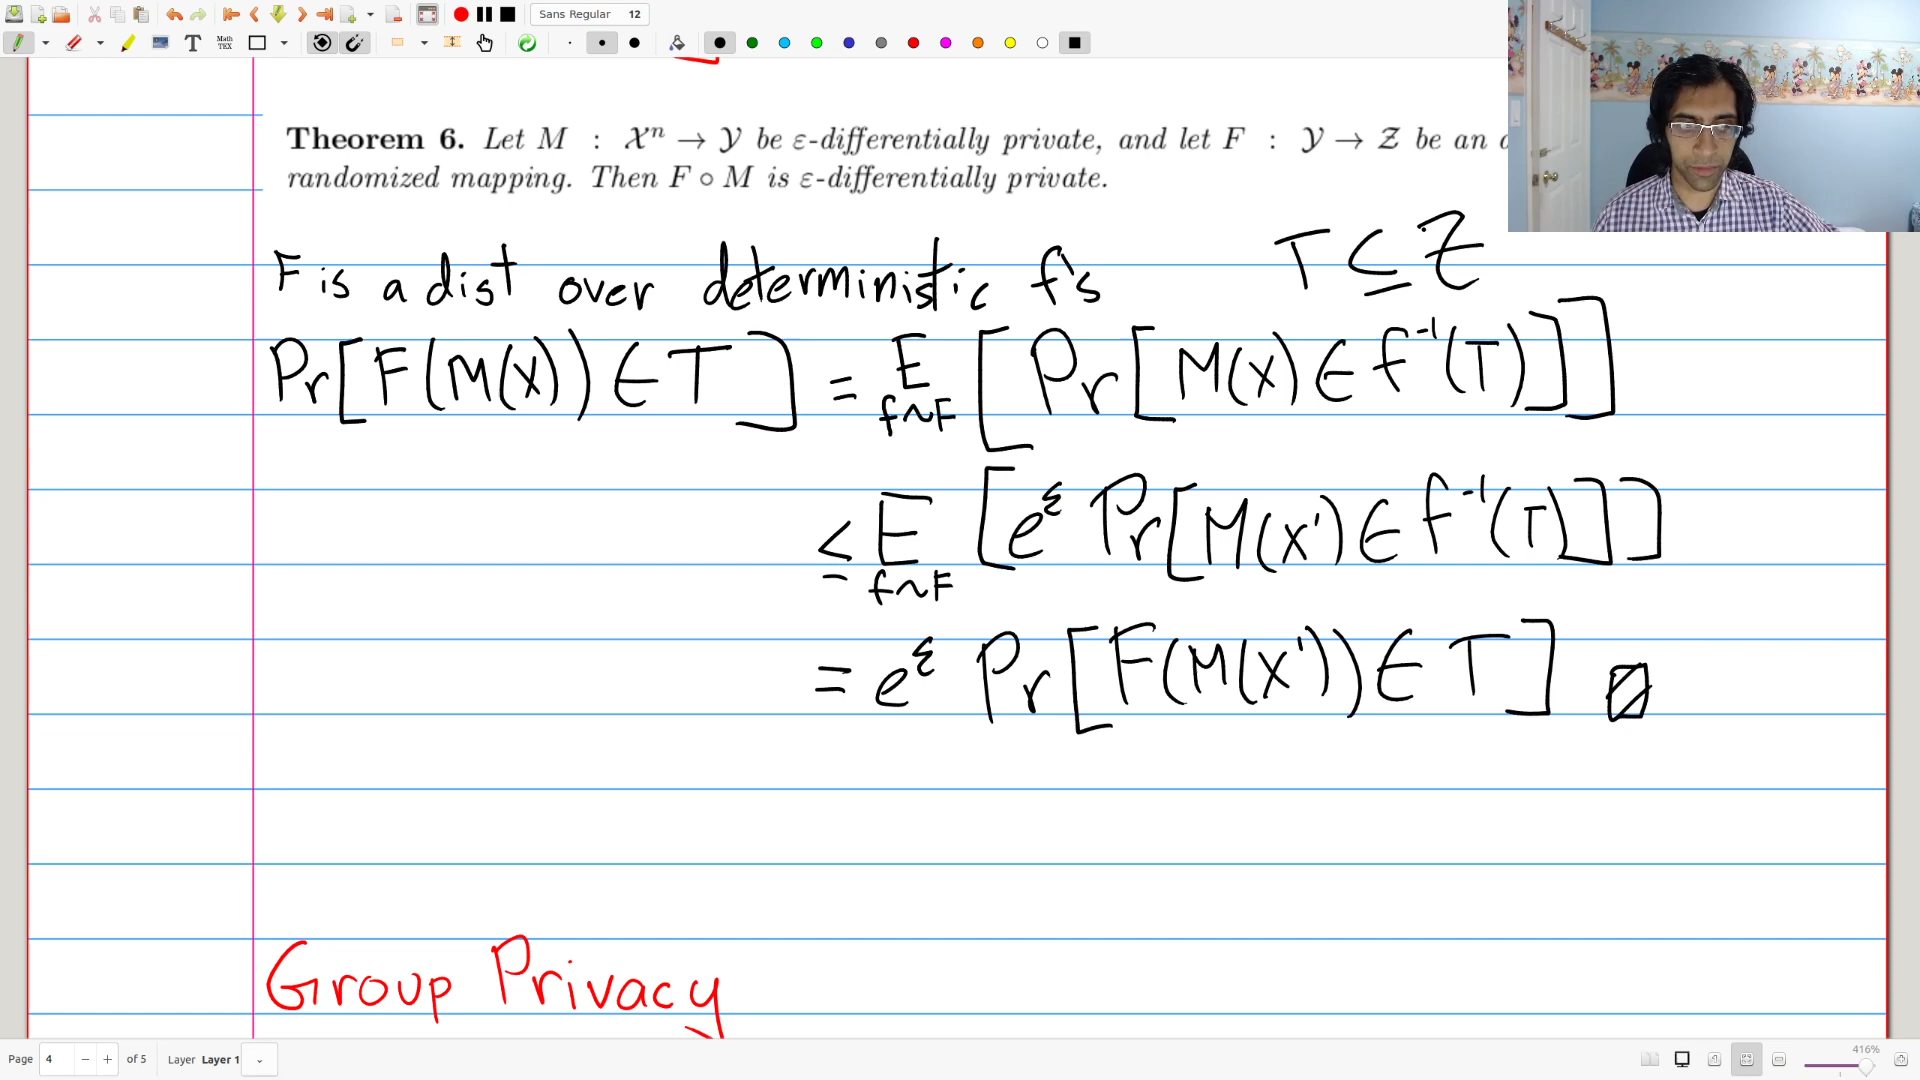 Sans Regular 12
Math TEX
Theorem 6. Let M : 𝒳ⁿ → 𝒴 be ε-differentially private, and let F : 𝒴 → 𝒵 be an
randomized mapping. Then F ∘ M is ε-differentially private.
F is a dist over deterministic f's T ⊆ Z
Pr[F(M(X)) ∈ T] = E f~F [Pr[M(X) ∈ f⁻¹(T)]]
≤ E f~F [e^ε Pr[M(X') ∈ f⁻¹(T)]]
= e^ε Pr[F(M(X')) ∈ T]
Group Privacy
Page 4 of 5 Layer Layer 1 416%